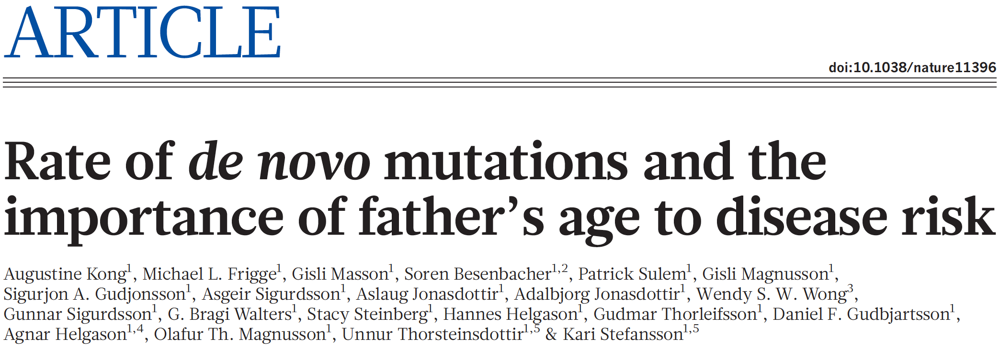 ARTICLE
doi:10.1038/nature11396
Rate of de novo mutations and the
importance of father’s age to disease risk
Augustine Kong1, Michael L. Frigge1, Gisli Masson1, Soren Besenbacher1,2, Patrick Sulem1, Gisli Magnusson1,
Sigurjon A. Gudjonsson1, Asgeir Sigurdsson1, Aslaug Jonasdottir1, Adalbjorg Jonasdottir1, Wendy S. W. Wong3,
Gunnar Sigurdsson1, G. Bragi Walters1, Stacy Steinberg1, Hannes Helgason1, Gudmar Thorleifsson1, Daniel F. Gudbjartsson1,
Agnar Helgason1,4, Olafur Th. Magnusson1, Unnur Thorsteinsdottir1,5 & Kari Stefansson1,5